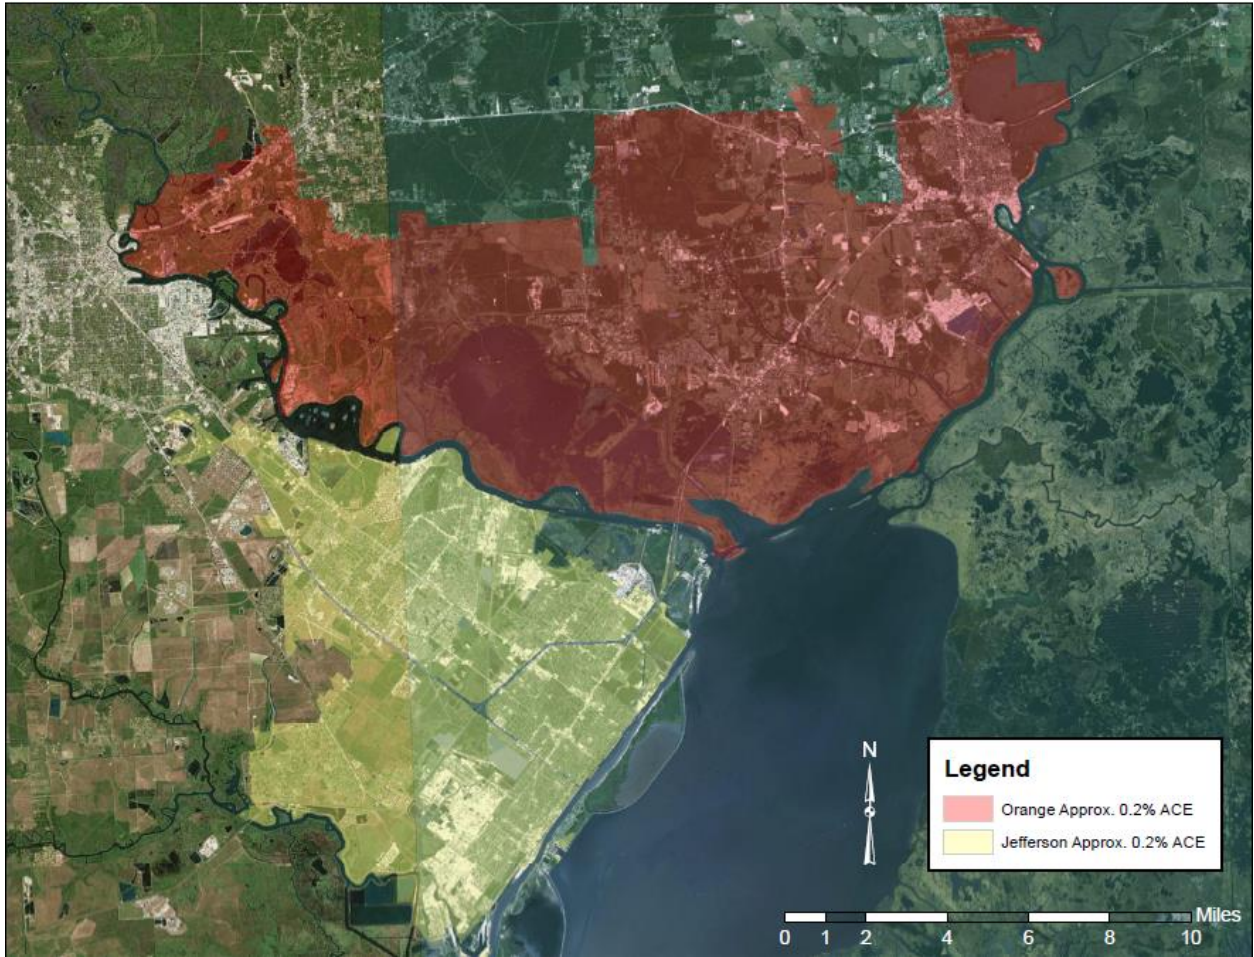 N
Legend
Orange Approx. 0.2% ACE
Jefferson Approx. 0.2% ACE
Miles
0 1 2 4 6 8 10